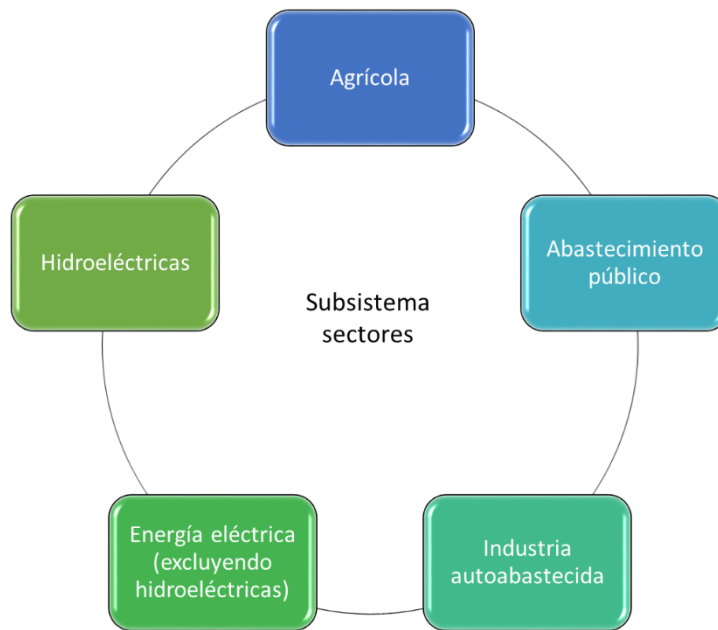 Agrícola
Abastecimiento
público
Industria
autoabastecida
Energía eléctrica
(excluyendo
hidroeléctricas)
Hidroeléctricas
Subsistema
sectores